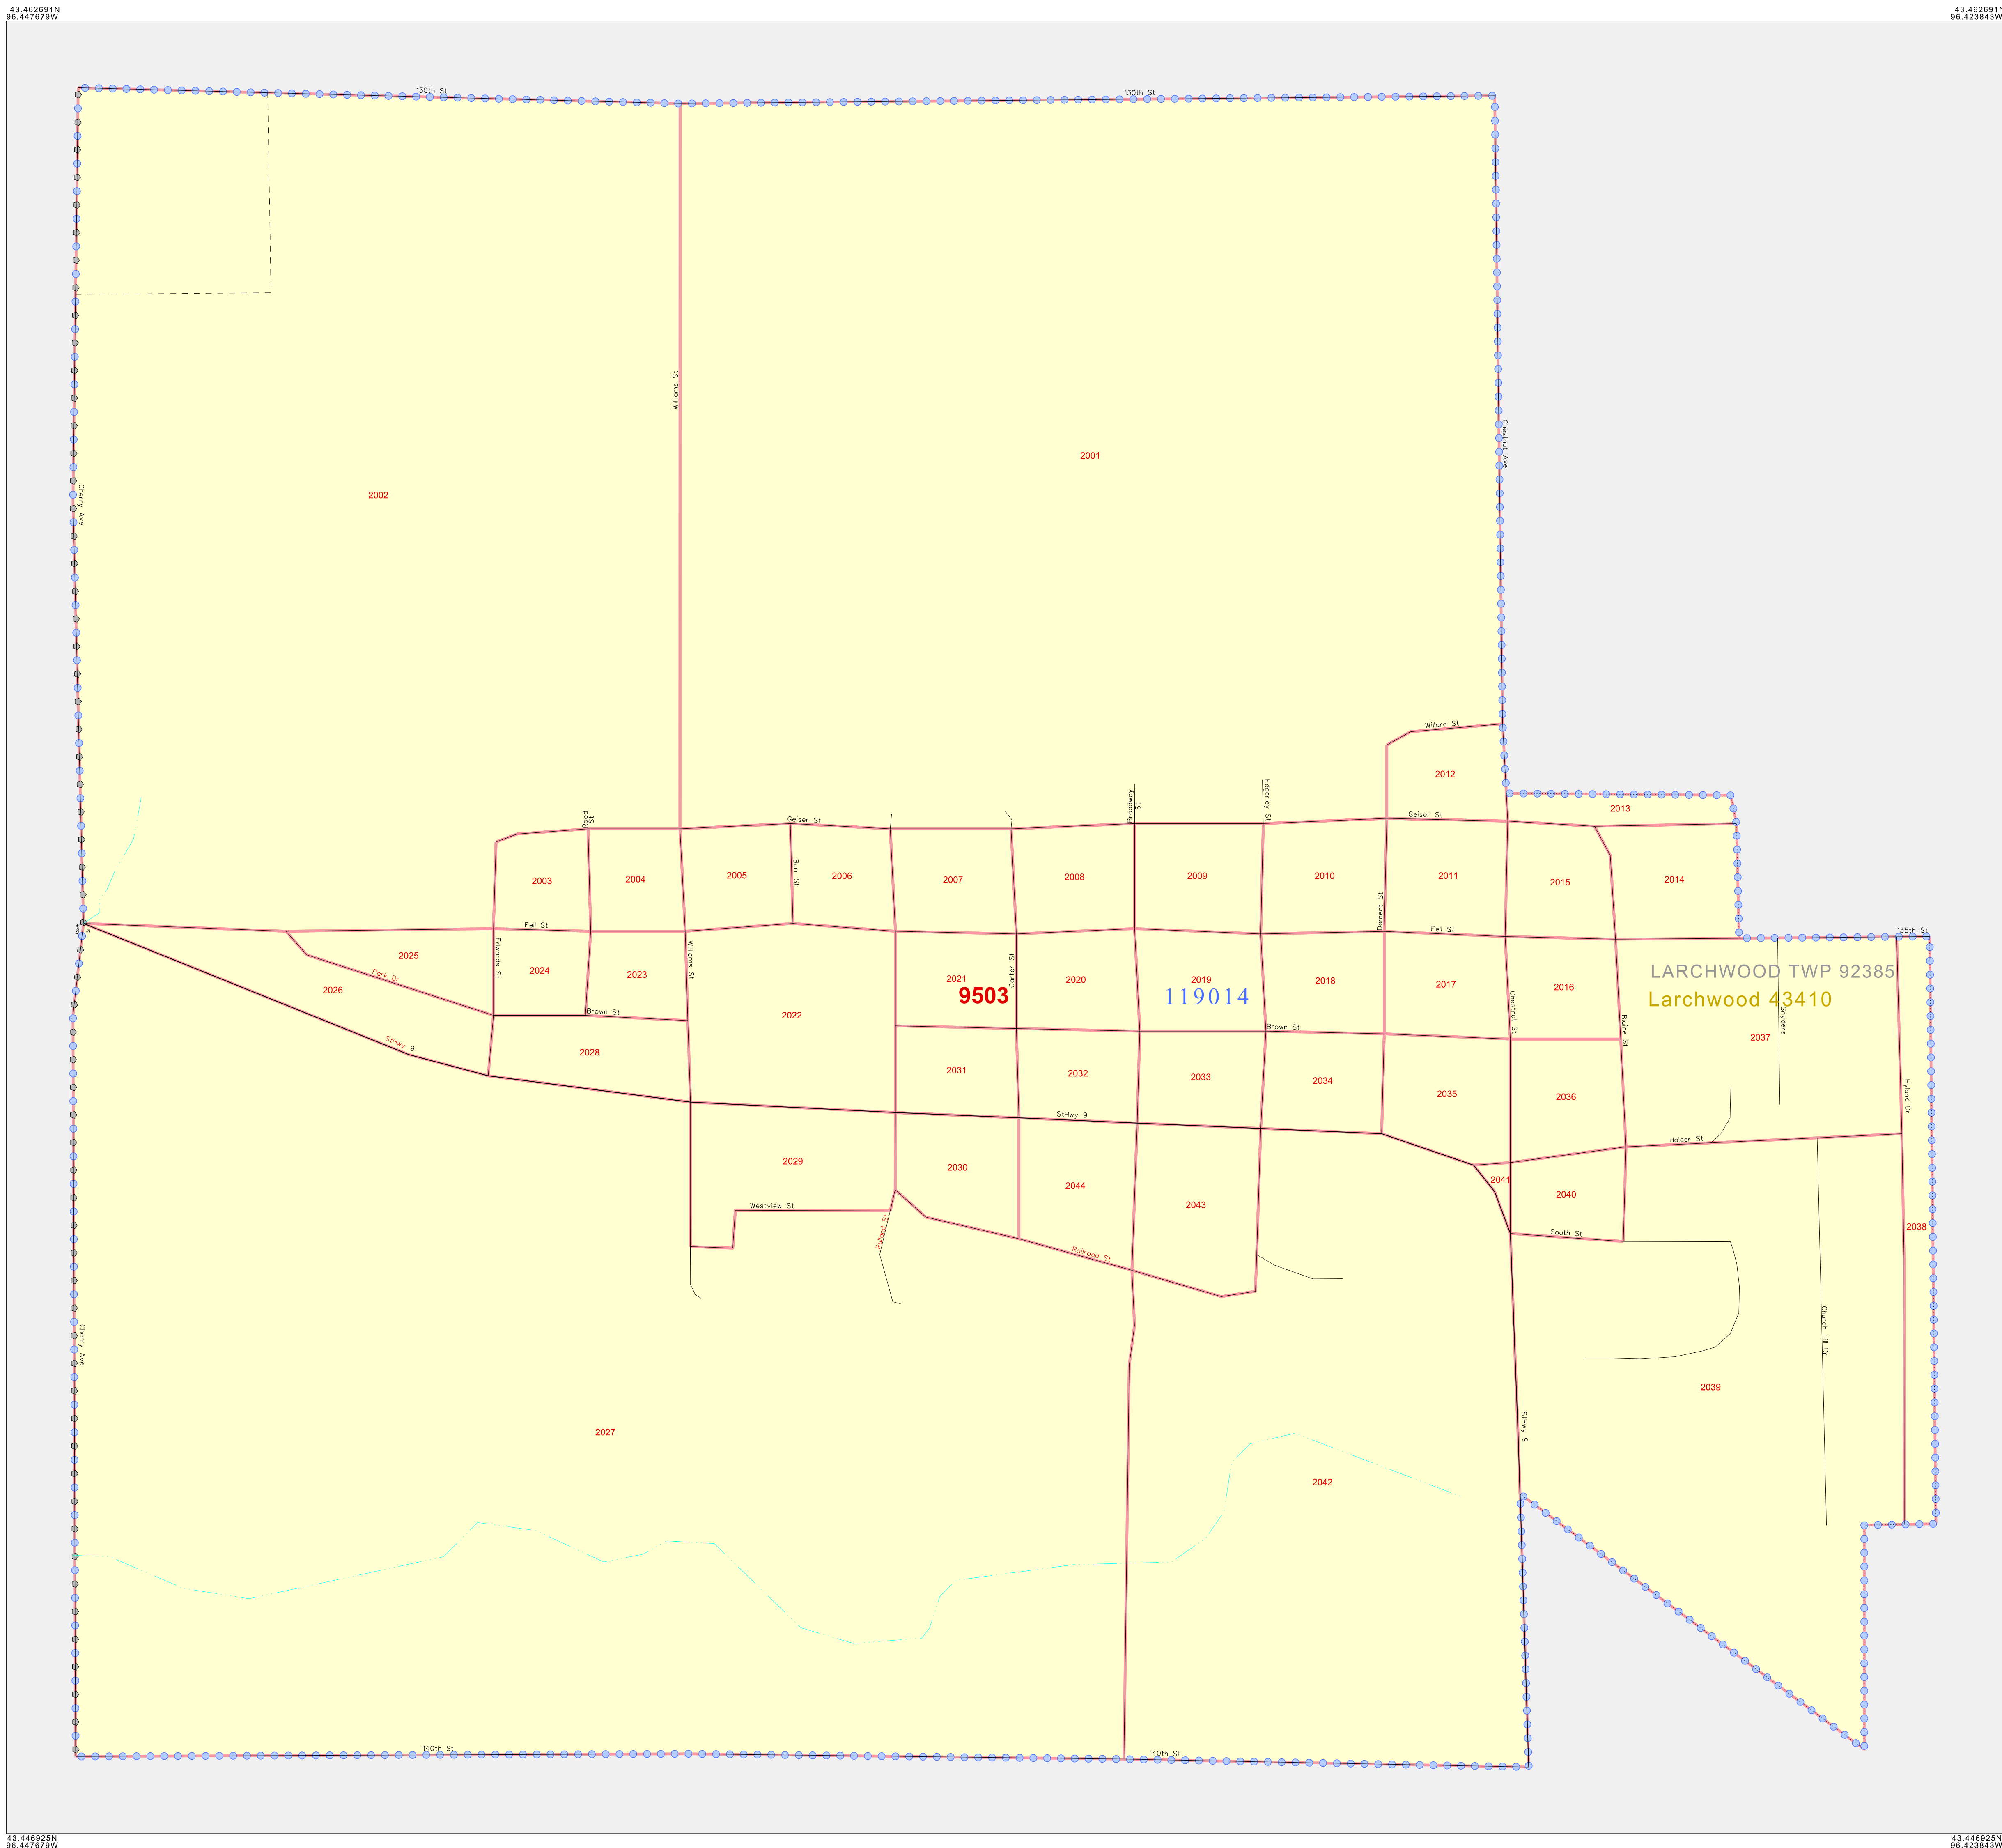 43.462691N
96.447679W
43.462691N
96.423843W
130th St
130th St
Williams St
Chestnut Ave
2001
Cherry Ave
2002
Willard St
2012
2013
Rood St
Geiser St
Broadway St
Edgerley St
Geiser St
2003
2004
2005
Burr St
2006
2007
2008
2009
2010
2011
2015
2014
Fell St
Clement St
Fell St
135th St
2025
Edwards St
2024
2023
Williams St
2021
Carter St
2020
2019
2018
2017
2016
LARCHWOOD TWP 92385
Park Dr
2026
9503
119014
Larchwood 43410
Brown St
2022
Brown St
Chestnut St
Blaine St
Snyders
2037
StHwy 9
2028
2031
2032
2033
2034
2035
2036
Hyland Dr
StHwy 9
Holder St
2029
2030
2044
2043
2041
2040
Westview St
Ruland St
Railroad St
South St
2038
Cherry Ave
Church Hill Dr
2039
2027
StHwy 9
2042
140th St
140th St
43.446925N
96.447679W
43.446925N
96.423843W